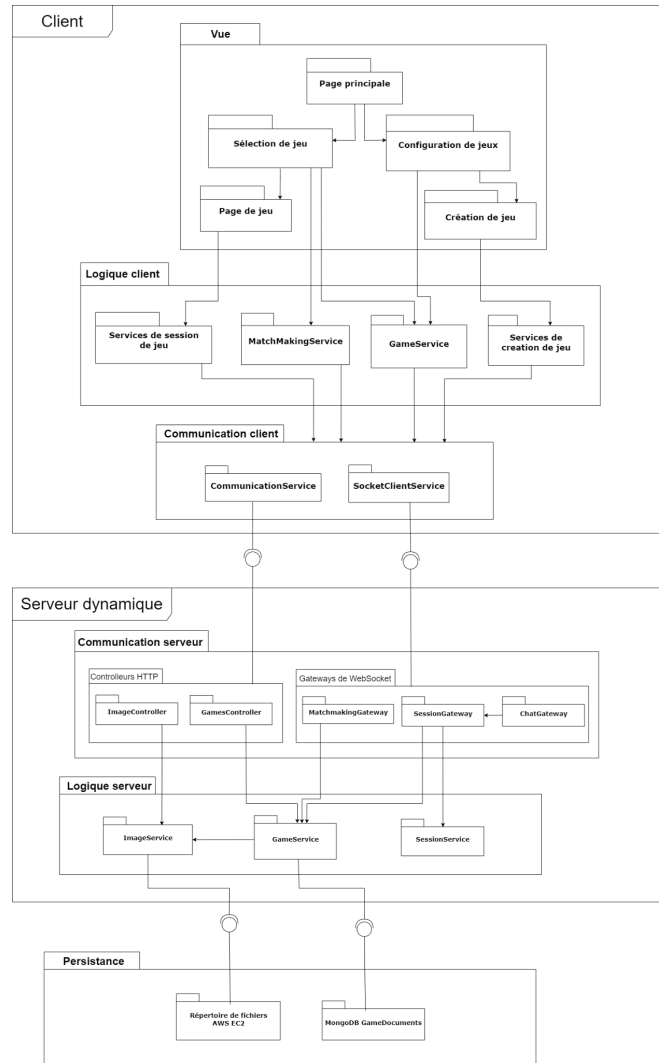 Client
Vue
Page principale
Sélection de jeu
Configuration de jeux
Page de jeu
Création de jeu
Logique client
Services de session
de jeu
MatchMakingService
GameService
Services de
creation de jeu
Communication client
CommunicationService
SocketClientService
Serveur dynamique
Communication serveur
Controlleurs HTTP
Gateways de WebSocket
ImageController
GamesController
MatchmakingGateway
SessionGateway
ChatGateway
Logique serveur
ImageService
GameService
SessionService
Persistance
Répertoire de fichiers
AWS EC2
MongoDB GameDocuments